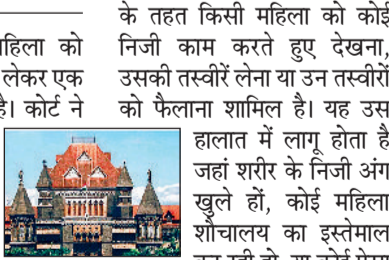 महिला को
लेकर एक
है। कोर्ट ने
के तहत किसी महिला को कोई
निजी काम करते हुए देखना,
उसकी तस्वीरें लेना या उन तस्वीरों
को फैलाना शामिल है। यह उस
हालात में लागू होता है
जहां शरीर के निजी अंग
खुले हों, कोई महिला
शौचालय का इस्तेमाल